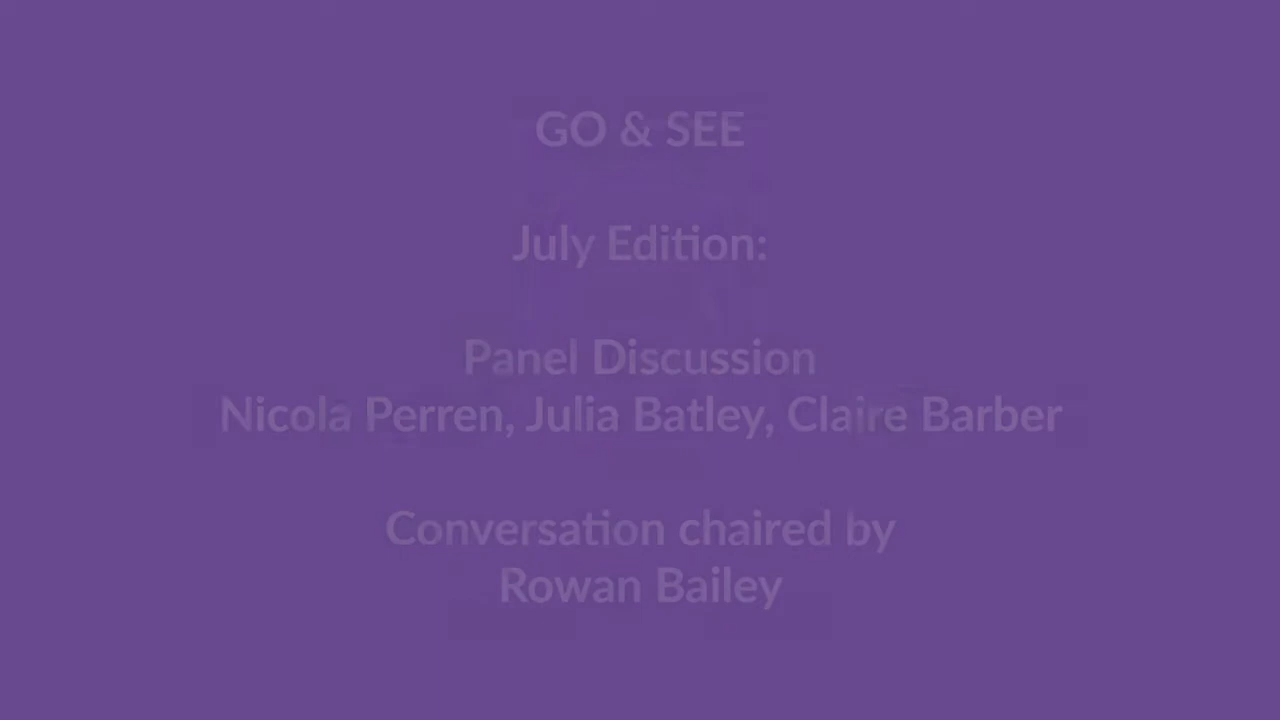 GO & SEE
July Edition:
Panel Discussion
Nicola Perren, Julia Batley, Claire Barber
Conversation chaired by
Rowan Bailey